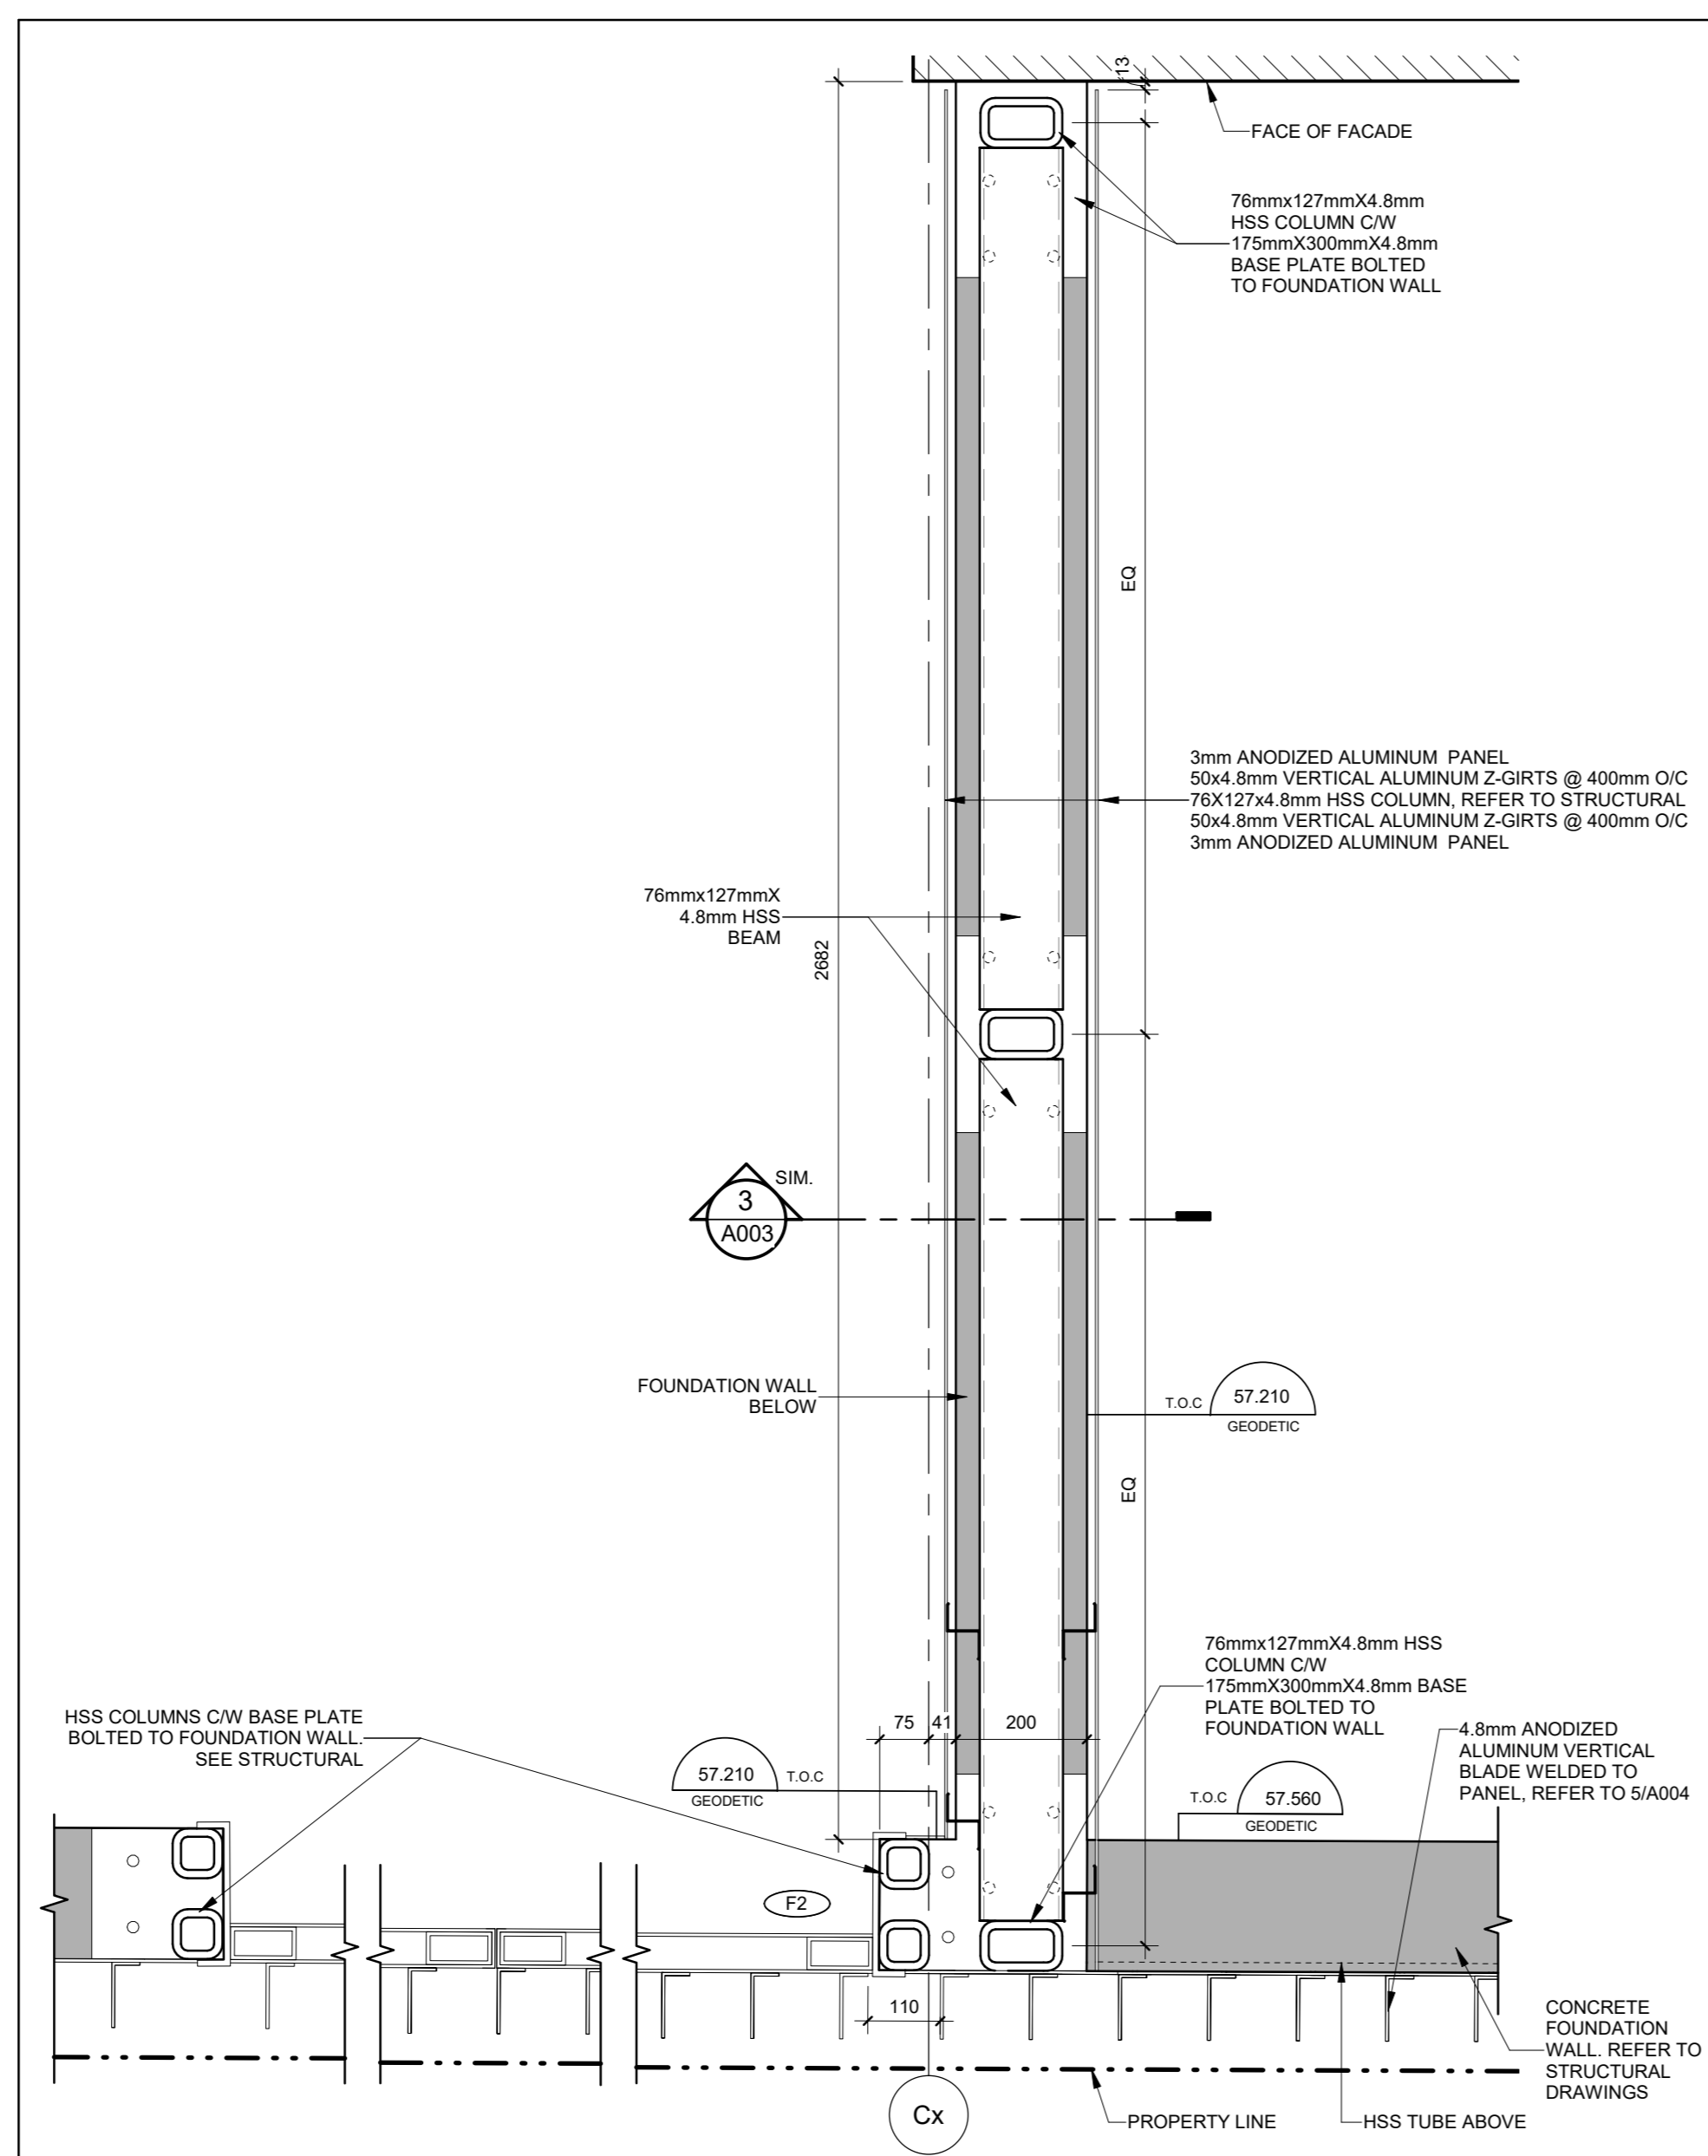 13
FACE OF FACADE
76mmx127mmX4.8mm
HSS COLUMN C/W
175mmX300mmX4.8mm
BASE PLATE BOLTED
TO FOUNDATION WALL
EQ
3mm ANODIZED ALUMINUM PANEL
50x4.8mm VERTICAL ALUMINUM Z-GIRTS @ 400mm O/C
76X127x4.8mm HSS COLUMN, REFER TO STRUCTURAL
50x4.8mm VERTICAL ALUMINUM Z-GIRTS @ 400mm O/C
3mm ANODIZED ALUMINUM PANEL
76mmx127mmX
4.8mm HSS
BEAM
2682
SIM.
3
A003
FOUNDATION WALL
BELOW
T.O.C
57.210
GEODETIC
EQ
76mmx127mmX4.8mm HSS
COLUMN C/W
175mmX300mmX4.8mm BASE
PLATE BOLTED TO
FOUNDATION WALL
HSS COLUMNS C/W BASE PLATE
BOLTED TO FOUNDATION WALL.
SEE STRUCTURAL
75 41 200
4.8mm ANODIZED
ALUMINUM VERTICAL
BLADE WELDED TO
PANEL, REFER TO 5/A004
57.210
T.O.C
GEODETIC
T.O.C
57.560
GEODETIC
F2
110
CONCRETE
FOUNDATION
WALL. REFER TO
STRUCTURAL
DRAWINGS
Cx
PROPERTY LINE
HSS TUBE ABOVE